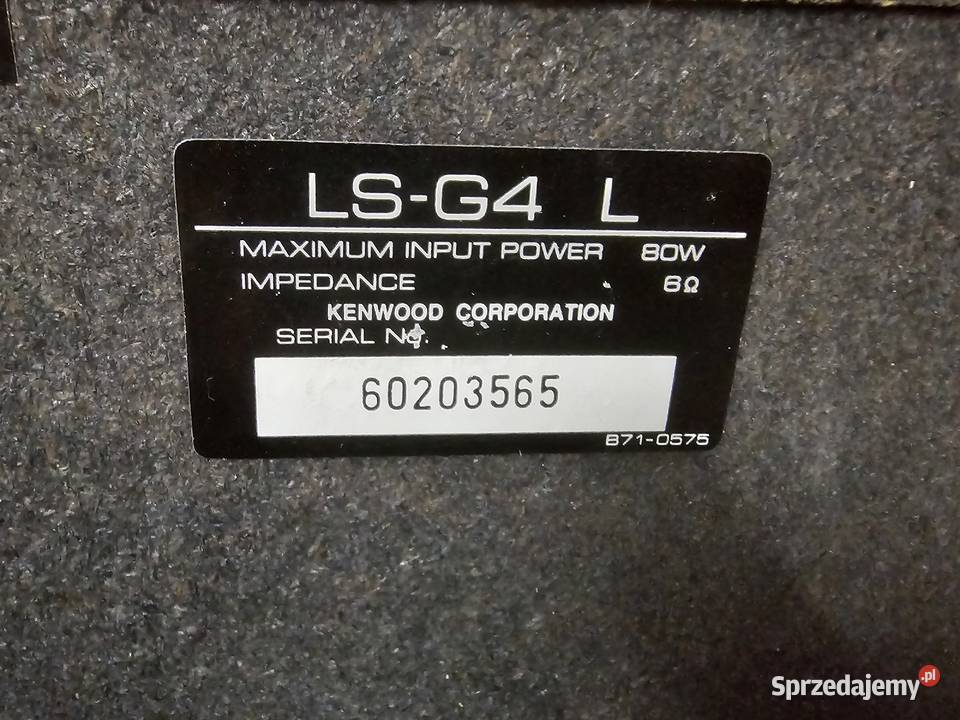 LS-G4 L
MAXIMUM INPUT POWER 80W
IMPEDANCE 6Ω
KENWOOD CORPORATION
SERIAL No.
60203565
B71-0575
Sprzedajemy.pl